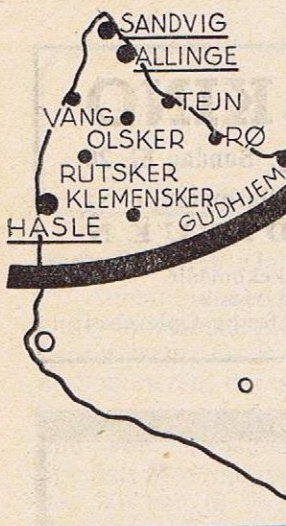 SANDVIG
ALLINGE
TEJN
VANG
OLSKER
RØ
RUTSKER
KLEMENSKER
GUDHJEM
HASLE